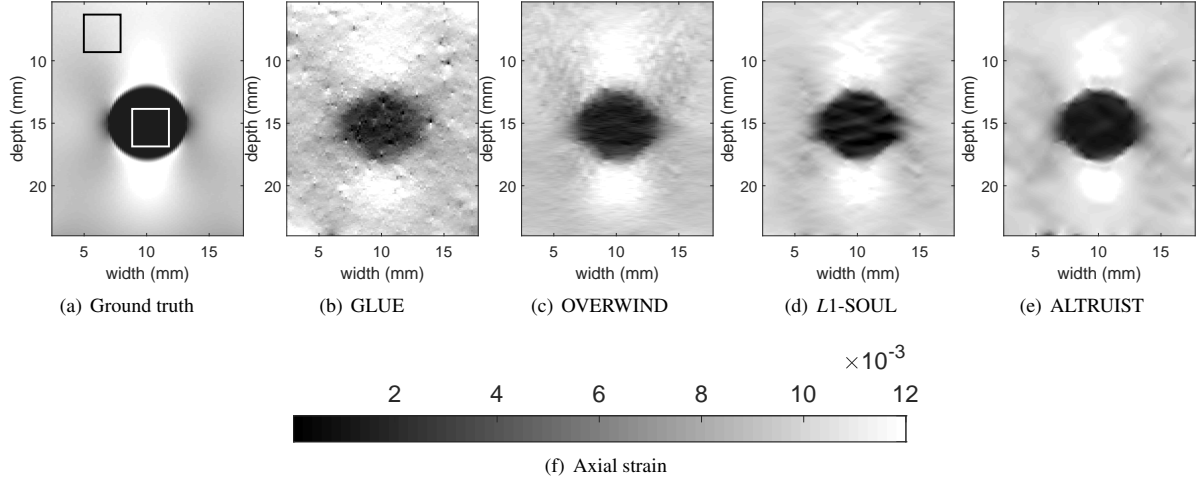 10
15
20
depth (mm)
5 10 15
width (mm)
(a) Ground truth
10
15
20
depth (mm)
5 10 15
width (mm)
(b) GLUE
10
15
20
depth (mm)
5 10 15
width (mm)
(c) OVERWIND
10
15
20
depth (mm)
5 10 15
width (mm)
(d) L1-SOUL
10
15
20
depth (mm)
5 10 15
width (mm)
(e) ALTRUIST
×10⁻³
2 4 6 8 10 12
(f) Axial strain